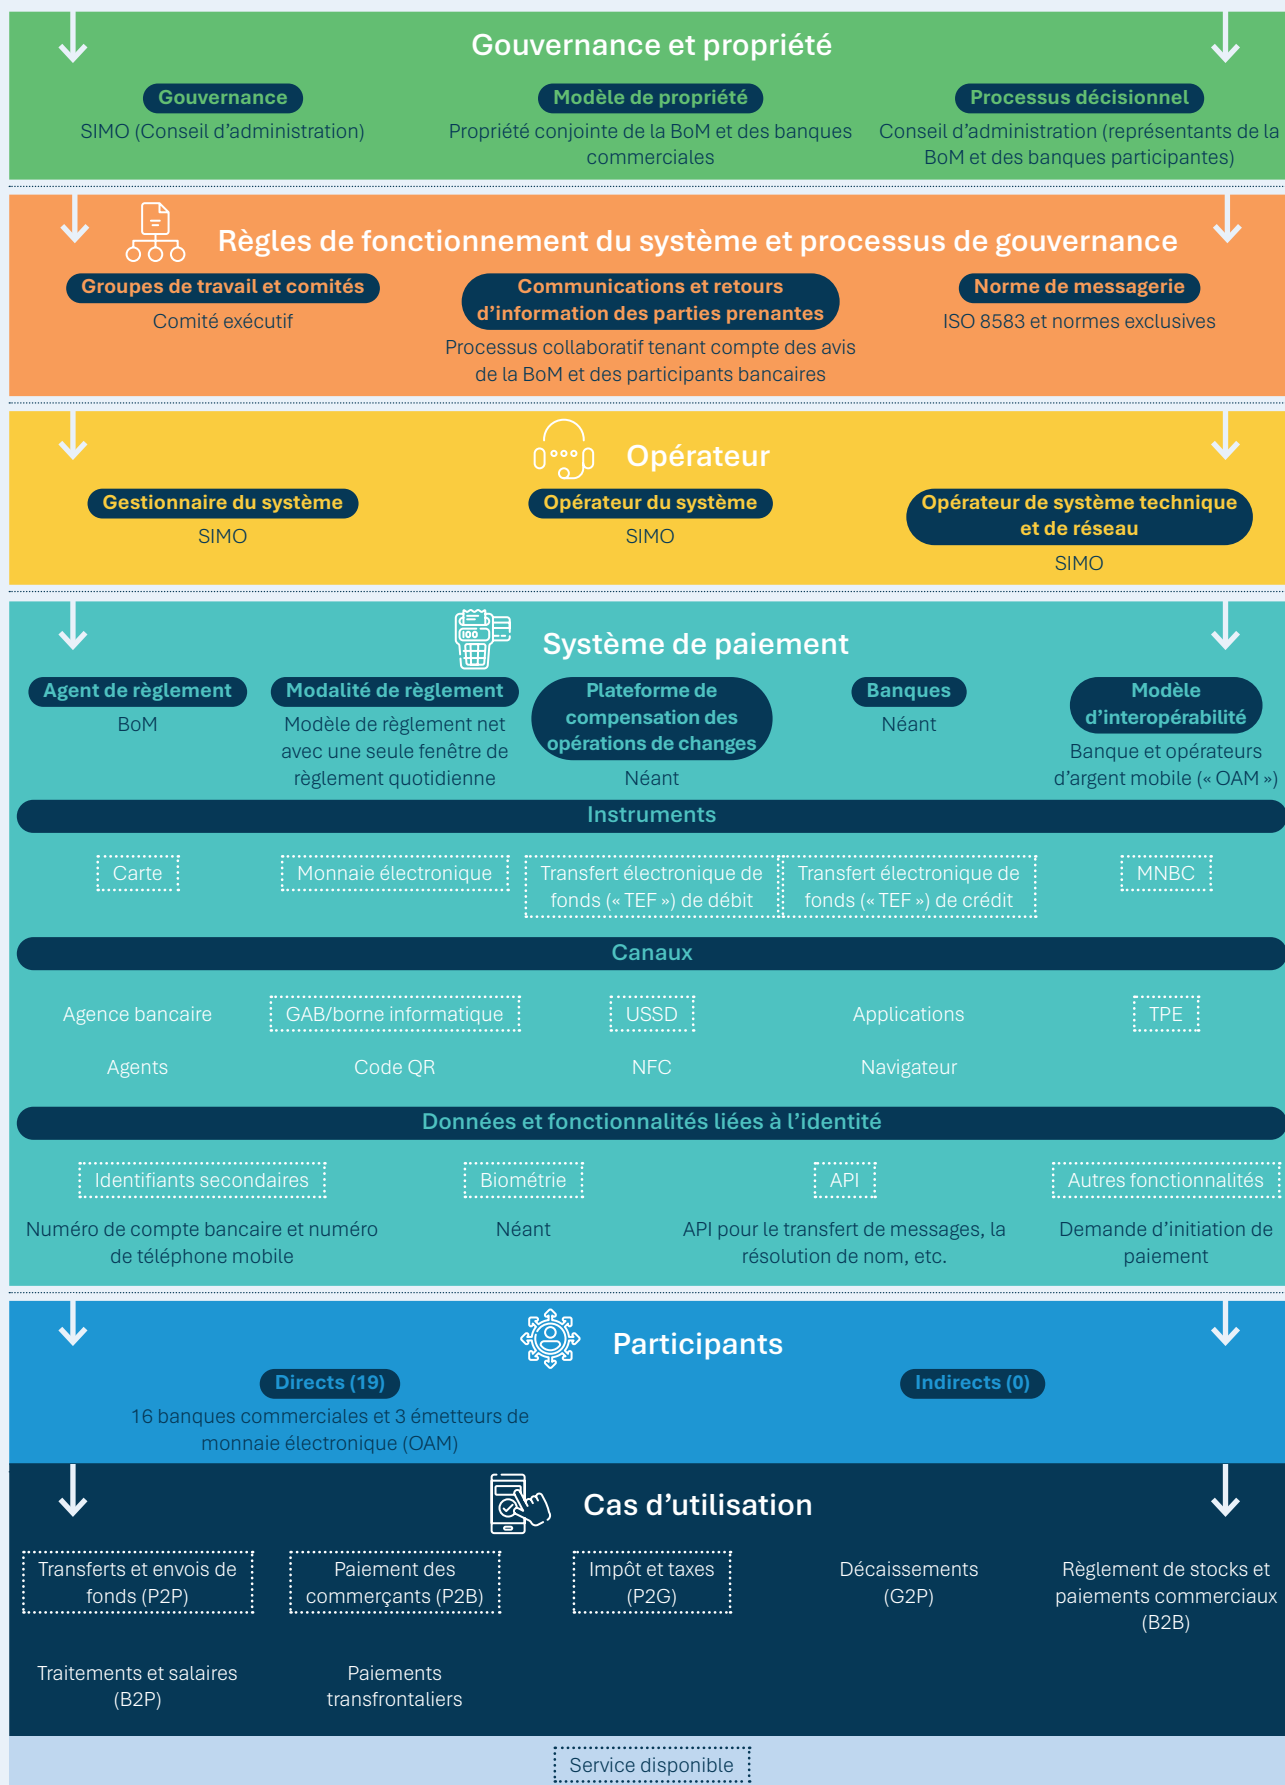 Gouvernance et propriété
Gouvernance
SIMO (Conseil d’administration)
Modèle de propriété
Propriété conjointe de la BoM et des banques
commerciales
Processus décisionnel
Conseil d’administration (représentants de la
BoM et des banques participantes)
Règles de fonctionnement du système et processus de gouvernance
Groupes de travail et comités
Comité exécutif
Communications et retours
d’information des parties prenantes
Processus collaboratif tenant compte des avis
de la BoM et des participants bancaires
Norme de messagerie
ISO 8583 et normes exclusives
Opérateur
Gestionnaire du système
SIMO
Opérateur du système
SIMO
Opérateur de système technique
et de réseau
SIMO
100
Système de paiement
Agent de règlement
BoM
Modalité de règlement
Modèle de règlement net
avec une seule fenêtre de
règlement quotidienne
Plateforme de
compensation des
opérations de changes
Néant
Banques
Néant
Modèle
d’interopérabilité
Banque et opérateurs
d’argent mobile (« OAM »)
Instruments
Carte
Monnaie électronique
Transfert électronique de
fonds (« TEF ») de débit
Transfert électronique de
fonds (« TEF ») de crédit
MNBC
Canaux
Agence bancaire
GAB/borne informatique
USSD
Applications
TPE
Agents
Code QR
NFC
Navigateur
Données et fonctionnalités liées à l’identité
Identifiants secondaires
Numéro de compte bancaire et numéro
de téléphone mobile
Biométrie
Néant
API
API pour le transfert de messages, la
résolution de nom, etc.
Autres fonctionnalités
Demande d’initiation de
paiement
Participants
Directs (19)
16 banques commerciales et 3 émetteurs de
monnaie électronique (OAM)
Indirects (0)
Cas d’utilisation
Transferts et envois de
fonds (P2P)
Paiement des
commerçants (P2B)
Impôt et taxes
(P2G)
Décaissements
(G2P)
Règlement de stocks et
paiements commerciaux
(B2B)
Traitements et salaires
(B2P)
Paiements
transfrontaliers
Service disponible